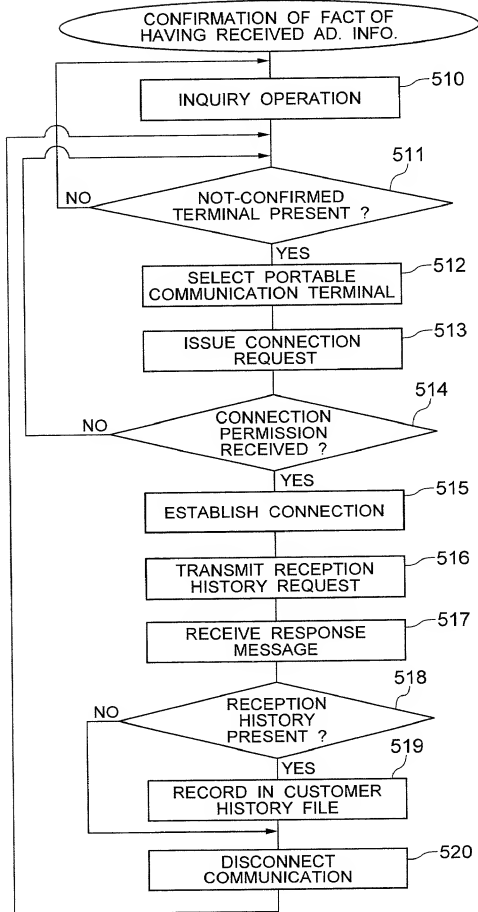 CONFIRMATION OF FACT OF
HAVING RECEIVED AD. INFO.
510
INQUIRY OPERATION
511
NO
NOT-CONFIRMED
TERMINAL PRESENT ?
YES
512
SELECT PORTABLE
COMMUNICATION TERMINAL
513
ISSUE CONNECTION
REQUEST
514
NO
CONNECTION
PERMISSION
RECEIVED ?
YES
515
ESTABLISH CONNECTION
516
TRANSMIT RECEPTION
HISTORY REQUEST
517
RECEIVE RESPONSE
MESSAGE
518
NO
RECEPTION
HISTORY
PRESENT ?
519
YES
RECORD IN CUSTOMER
HISTORY FILE
520
DISCONNECT
COMMUNICATION